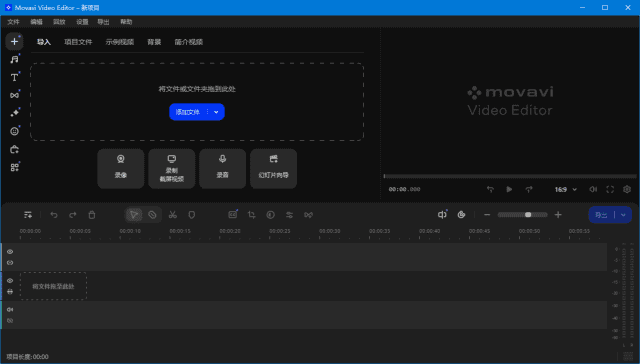 Movavi Video Editor – 新项目
文件 编辑 回放 设置 导出 帮助
导入 项目文件 示例视频 背景 简介视频
将文件或文件夹拖到此处
添加文件
录像
录制
截屏视频
录音
幻灯片向导
movavi
Video Editor
00:00.000
16:9
导出
00:00:00 00:00:05 00:00:10 00:00:15 00:00:20 00:00:25 00:00:30 00:00:35 00:00:40 00:00:45 00:00:50 00:00:55
将文件拖至此处
项目长度: 00:00